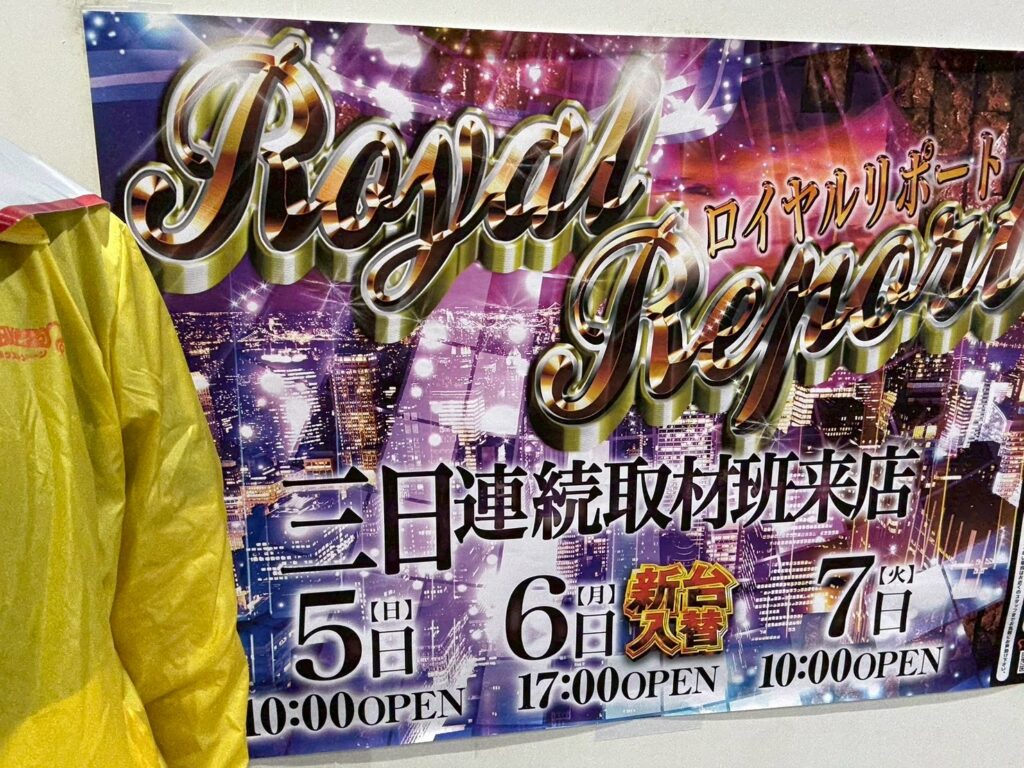 Royal
ロイヤルリポート
Report
三日連続取材班来店
5日【日】
10:00OPEN
6日【月】
新台入替
17:00OPEN
7日【火】
10:00OPEN